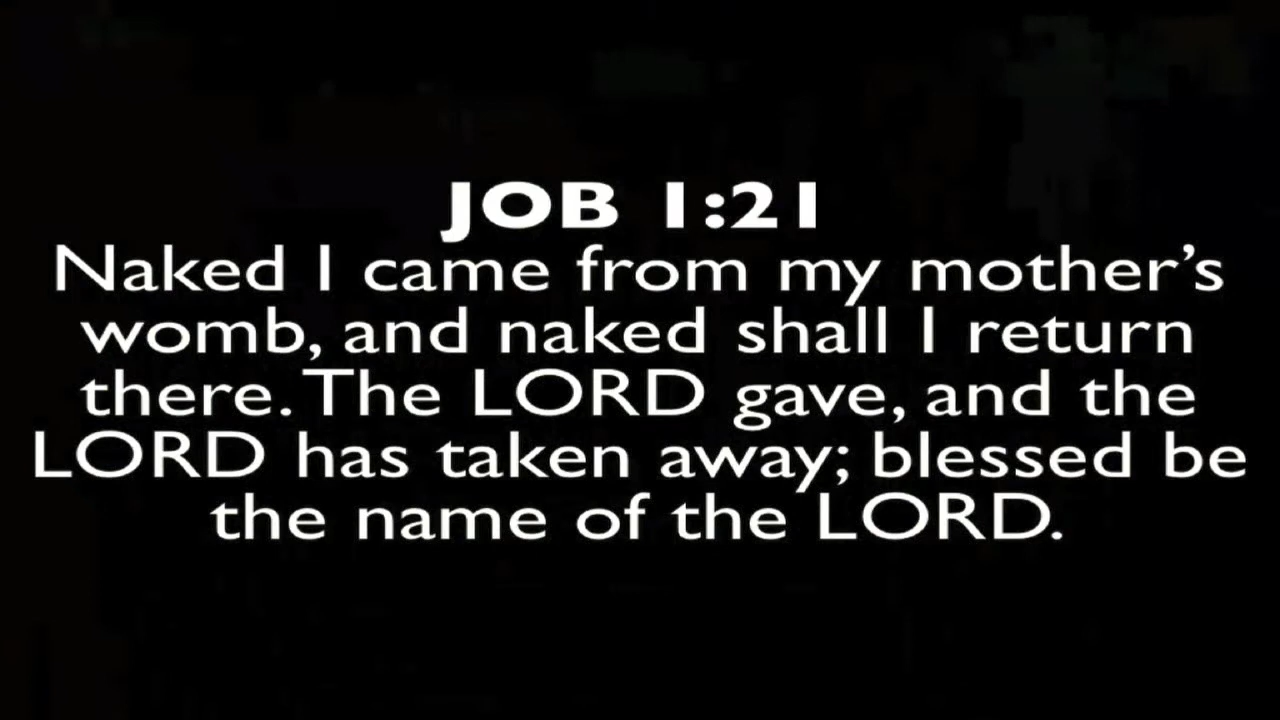 JOB 1:21
Naked I came from my mother’s
womb, and naked shall I return
there. The LORD gave, and the
LORD has taken away; blessed be
the name of the LORD.